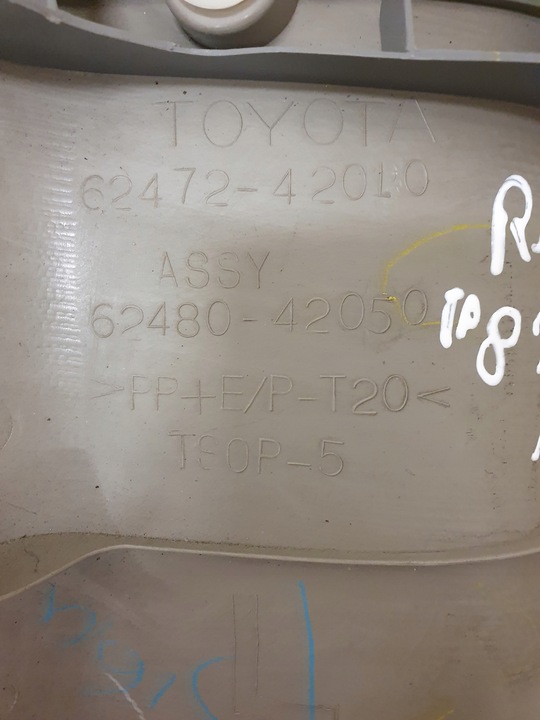 TOYOTA
62472-42010
ASSY
62480-42050
>PP+E/P-T20<
TSOP-5